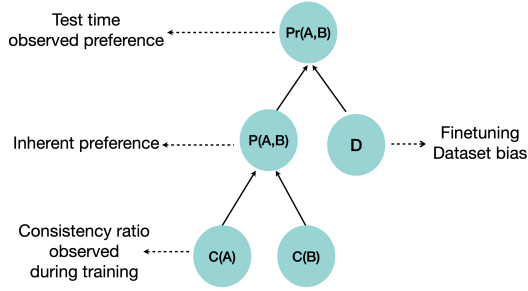 Test time
observed preference
Pr(A,B)
Inherent preference
P(A,B)
D
Finetuning
Dataset bias
Consistency ratio
observed
during training
C(A)
C(B)